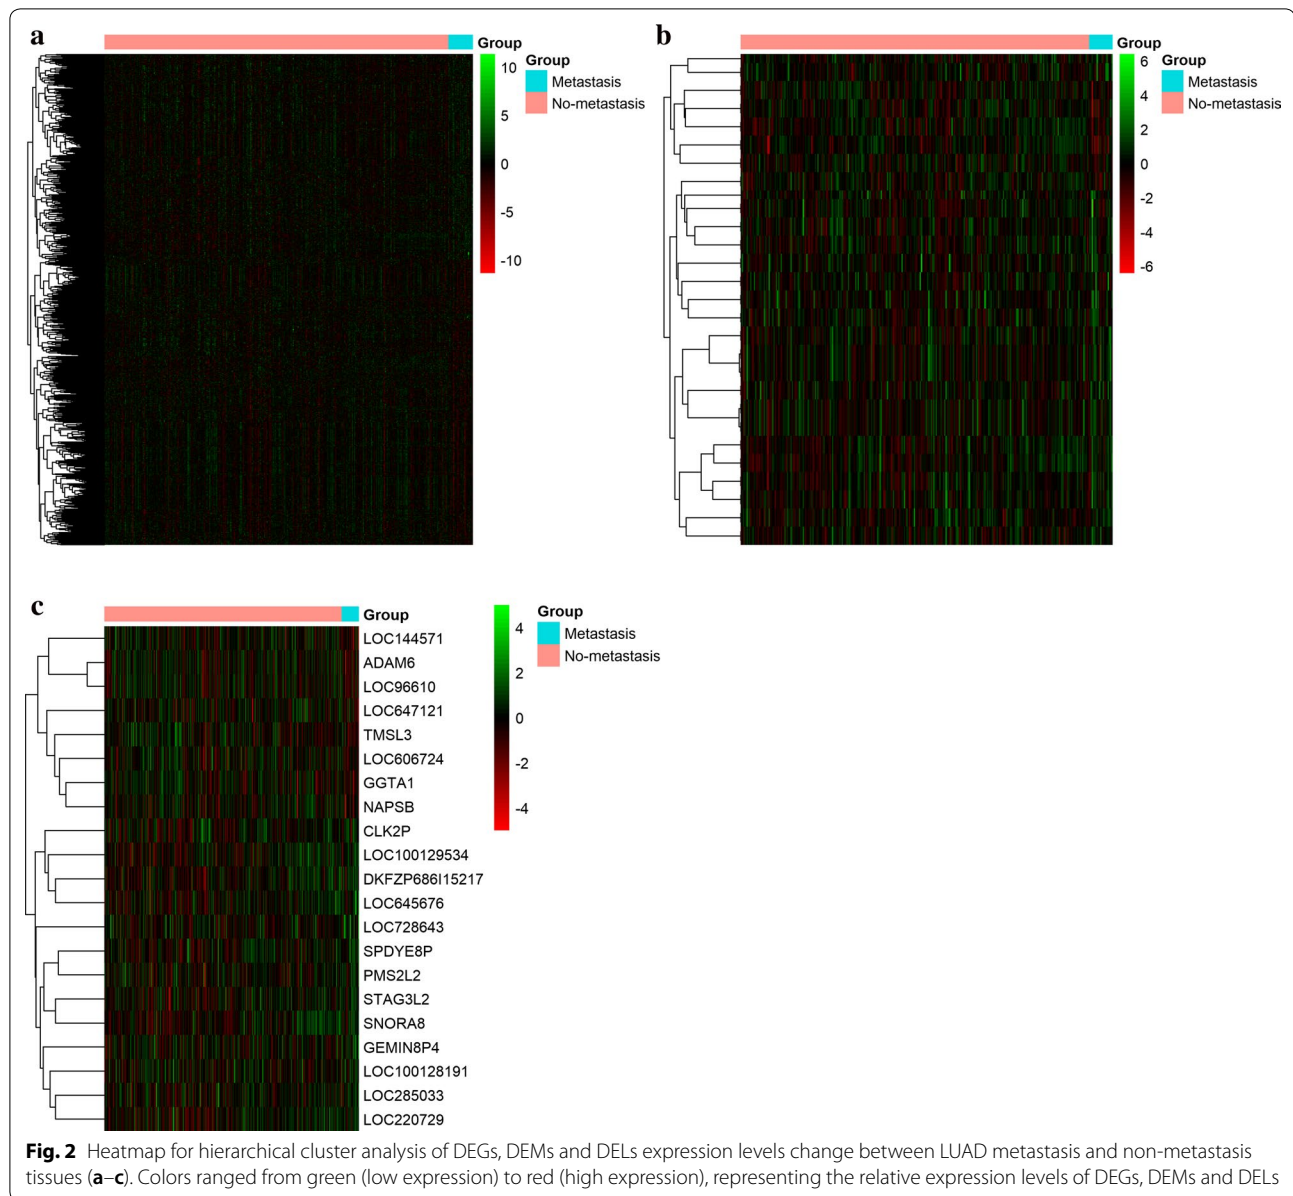 a
Group
10
5
0
-5
-10
Group
Metastasis
No-metastasis
b
Group
6
4
2
0
-2
-4
-6
Group
Metastasis
No-metastasis
c
Group
LOC144571
ADAM6
LOC96610
LOC647121
TMSL3
LOC606724
GGTA1
NAPSB
CLK2P
LOC100129534
DKFZP686I15217
LOC645676
LOC728643
SPDYE8P
PMS2L2
STAG3L2
SNORA8
GEMIN8P4
LOC100128191
LOC285033
LOC220729
4
2
0
-2
-4
Group
Metastasis
No-metastasis
Fig. 2 Heatmap for hierarchical cluster analysis of DEGs, DEMs and DELs expression levels change between LUAD metastasis and non-metastasis
tissues (a–c). Colors ranged from green (low expression) to red (high expression), representing the relative expression levels of DEGs, DEMs and DELs